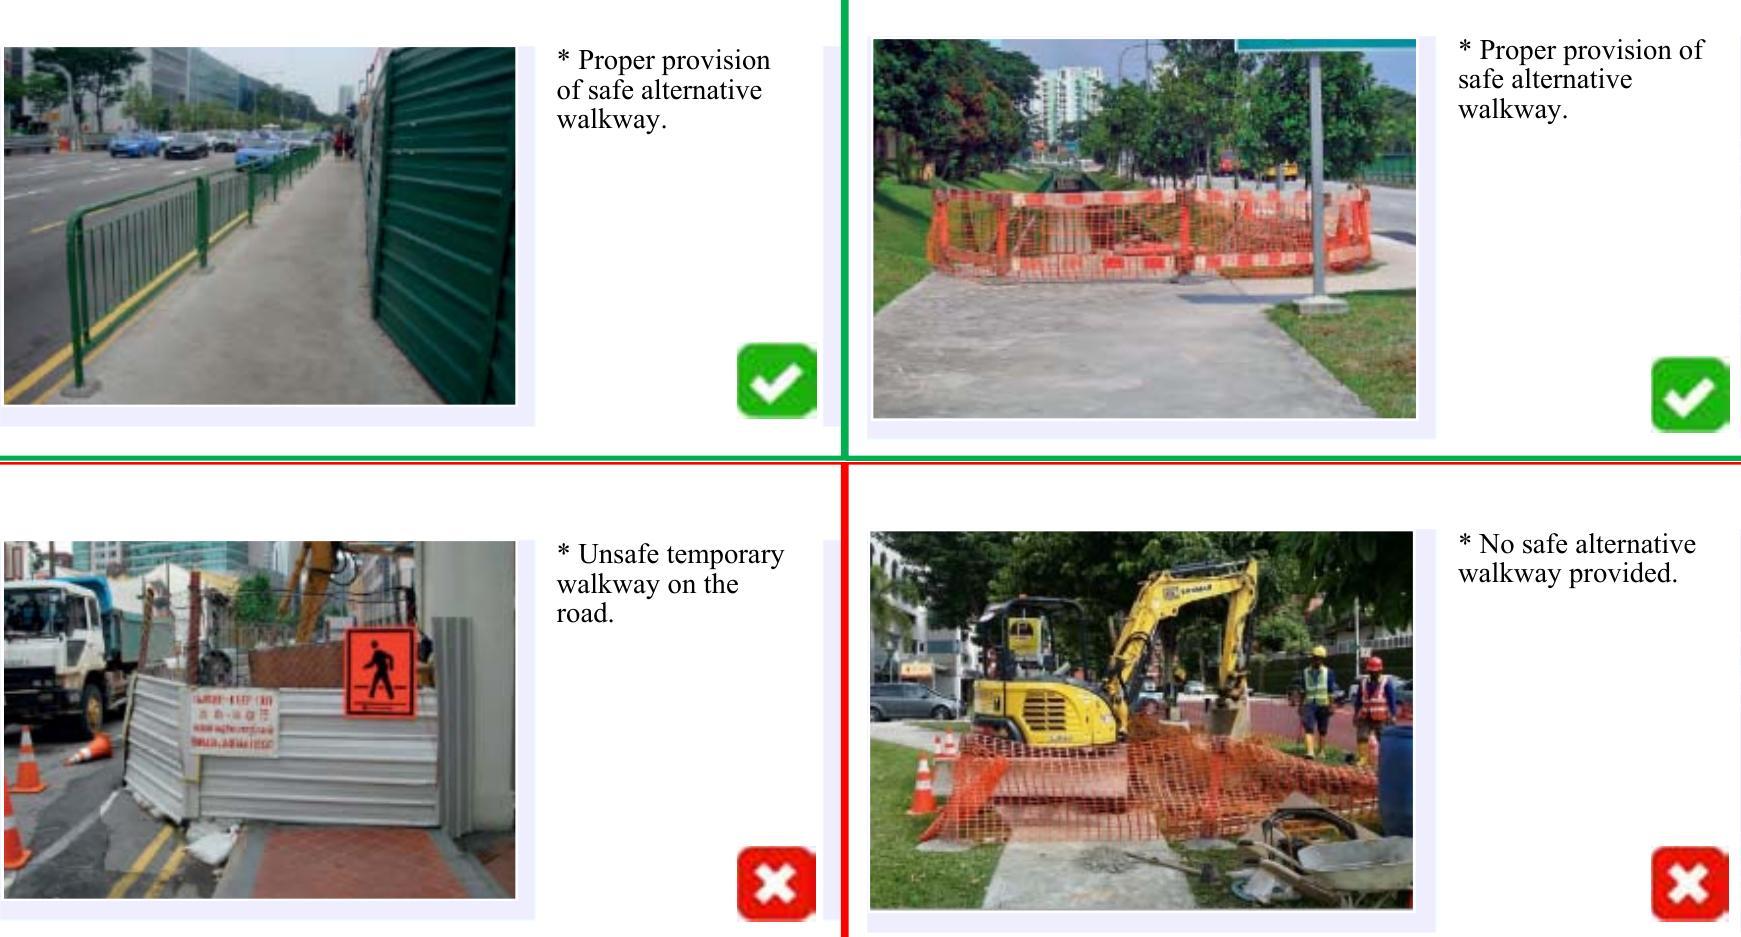 * Proper provision
of safe alternative
walkway.
* Proper provision of
safe alternative
walkway.
* Unsafe temporary
walkway on the
road.
* No safe alternative
walkway provided.